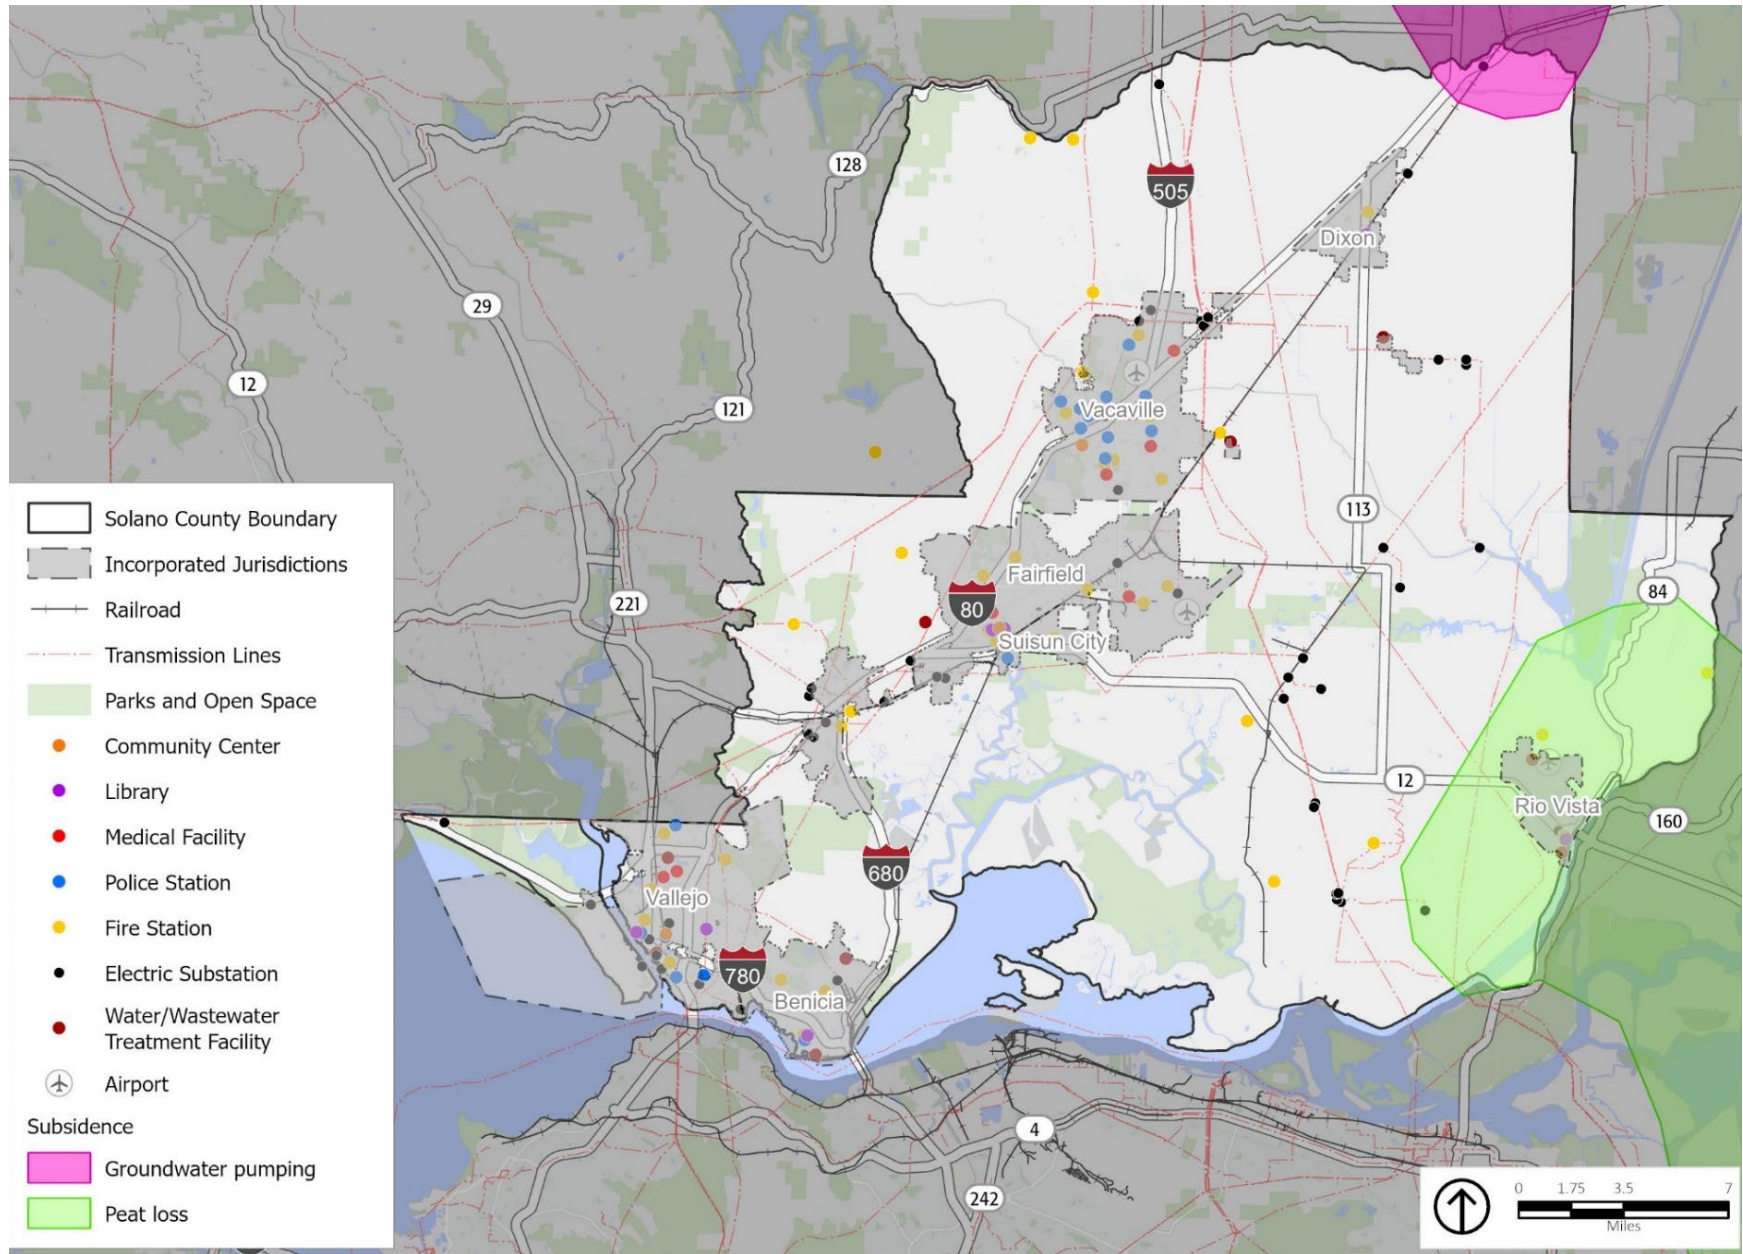 128
505
Dixon
29
12
121
Vacaville
113
Solano County Boundary
Incorporated Jurisdictions
Railroad
Transmission Lines
Parks and Open Space
Community Center
Library
Medical Facility
Police Station
Fire Station
Electric Substation
Water/Wastewater
Treatment Facility
Airport
Subsidence
Groundwater pumping
Peat loss
221
Fairfield
80
Suisun City
84
12
Rio Vista
160
680
Vallejo
780
Benicia
4
242
0 1.75 3.5 7
Miles